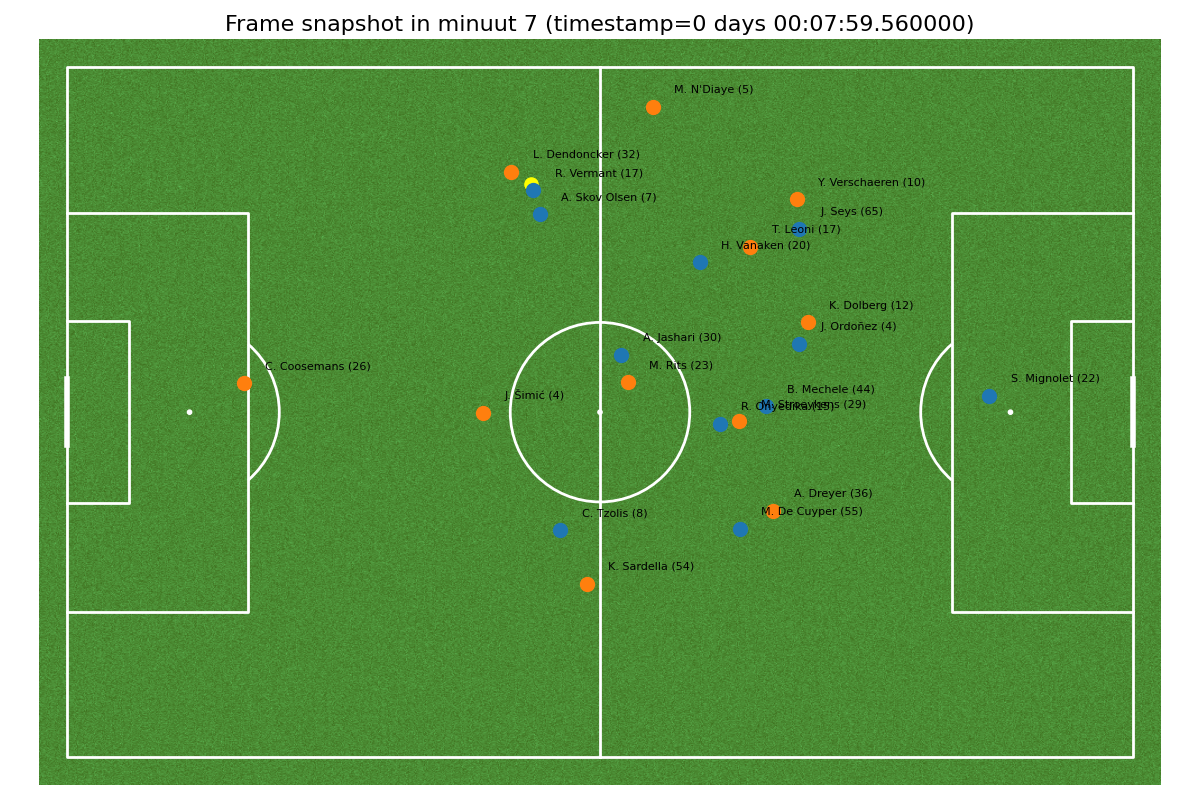 Frame snapshot in minuut 7 (timestamp=0 days 00:07:59.560000)
M. N'Diaye (5)
L. Dendoncker (32)
R. Vermant (17)
Y. Verschaeren (10)
A. Skov Olsen (7)
J. Seys (65)
T. Leoni (17)
H. Vanaken (20)
K. Dolberg (12)
J. Ordoñez (4)
A. Jashari (30)
M. Rits (23)
C. Coosemans (26)
S. Mignolet (22)
B. Mechele (44)
J. Šimić (4)
M. Stroeykens (29)
R. Onyedika (15)
A. Dreyer (36)
M. De Cuyper (55)
C. Tzolis (8)
K. Sardella (54)